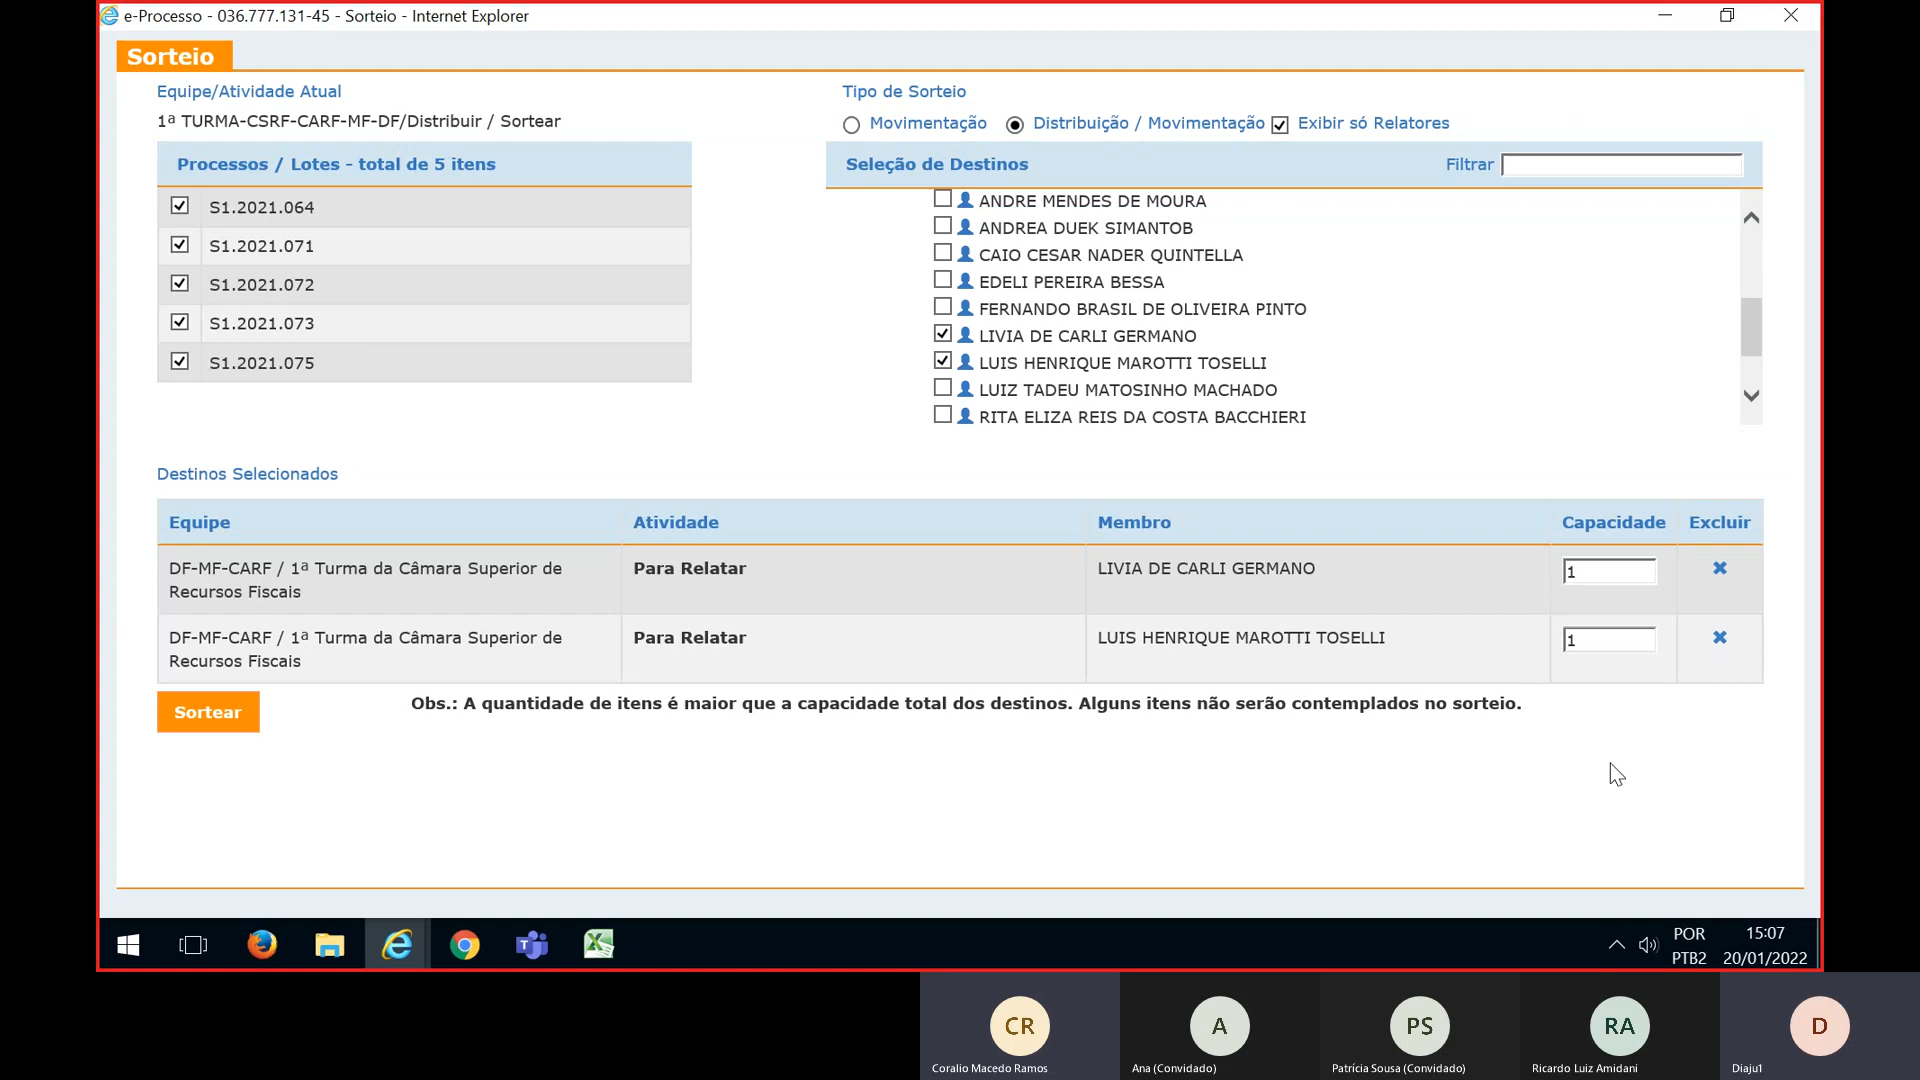 e-Processo - 036.777.131-45 - Sorteio - Internet Explorer
Sorteio
Equipe/Atividade Atual
1ª TURMA-CSRF-CARF-MF-DF/Distribuir / Sortear
Tipo de Sorteio
Movimentação
Distribuição / Movimentação
Exibir só Relatores
Processos / Lotes - total de 5 itens
S1.2021.064
S1.2021.071
S1.2021.072
S1.2021.073
S1.2021.075
Seleção de Destinos
Filtrar
ANDRE MENDES DE MOURA
ANDREA DUEK SIMANTOB
CAIO CESAR NADER QUINTELLA
EDELI PEREIRA BESSA
FERNANDO BRASIL DE OLIVEIRA PINTO
LIVIA DE CARLI GERMANO
LUIS HENRIQUE MAROTTI TOSELLI
LUIZ TADEU MATOSINHO MACHADO
RITA ELIZA REIS DA COSTA BACCHIERI
Destinos Selecionados
Equipe Atividade Membro Capacidade Excluir
DF-MF-CARF / 1ª Turma da Câmara Superior de
Recursos Fiscais
Para Relatar
LIVIA DE CARLI GERMANO
1
DF-MF-CARF / 1ª Turma da Câmara Superior de
Recursos Fiscais
Para Relatar
LUIS HENRIQUE MAROTTI TOSELLI
1
Sortear
Obs.: A quantidade de itens é maior que a capacidade total dos destinos. Alguns itens não serão contemplados no sorteio.
POR
PTB2
15:07
20/01/2022
CR
Coralio Macedo Ramos
A
Ana (Convidado)
PS
Patrícia Sousa (Convidado)
RA
Ricardo Luiz Amidani
D
Diaju1